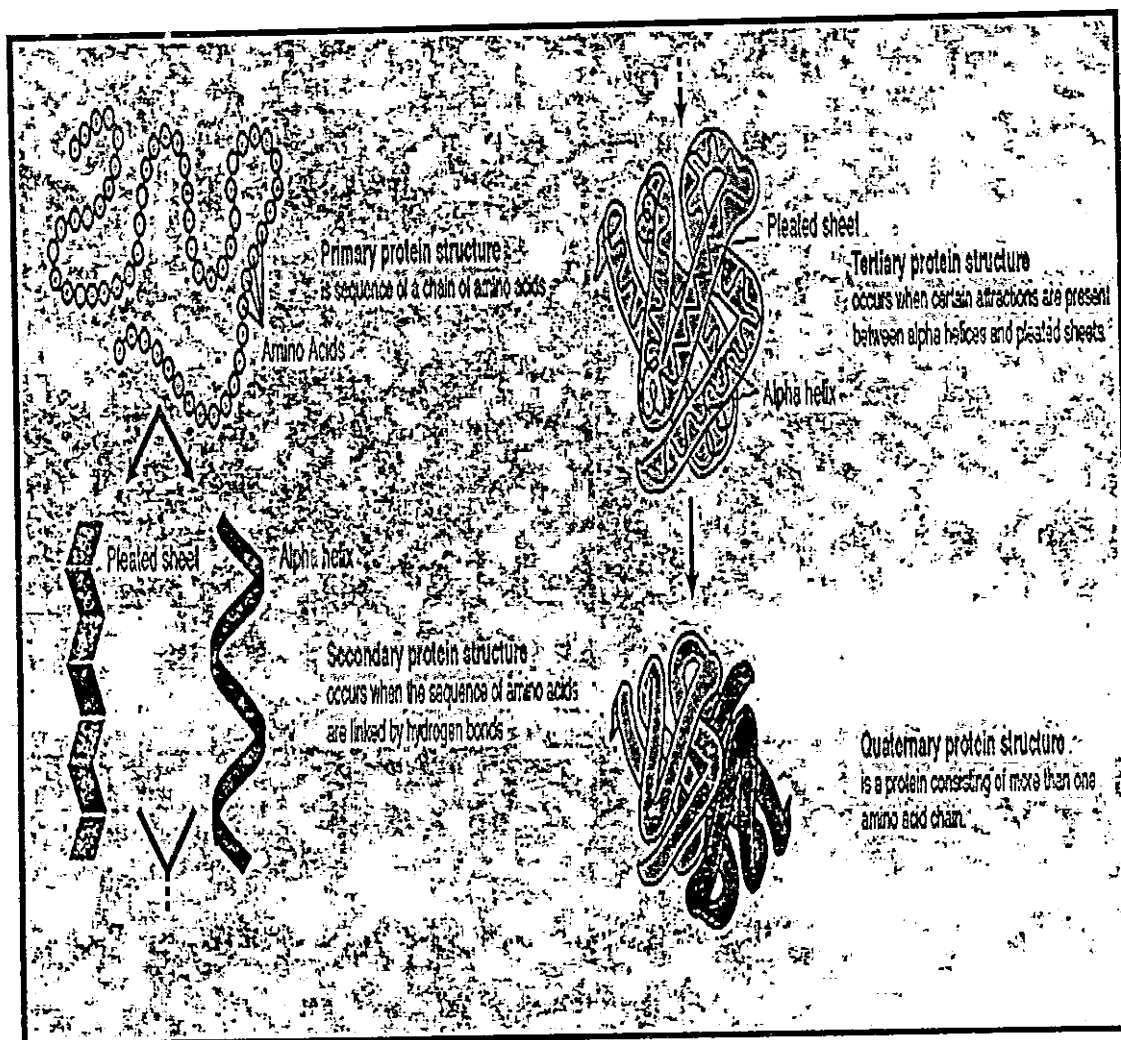 Primary protein structure
is sequence of a chain of amino acids
Amino Acids
Pleated sheet
Alpha helix
Secondary protein structure
occurs when the sequence of amino acids
are linked by hydrogen bonds
Pleated sheet
Tertiary protein structure
occurs when certain attractions are present
between alpha helices and pleated sheets.
Alpha helix
Quaternary protein structure
is a protein consisting of more than one
amino acid chain.